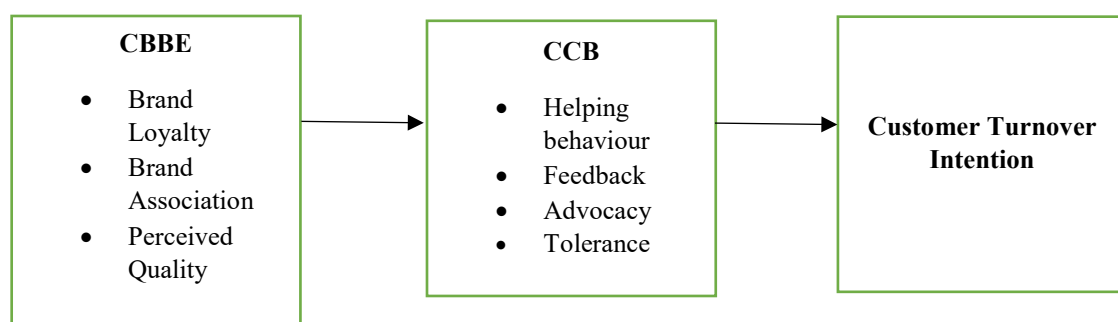 CBBE
• Brand
Loyalty
• Brand
Association
• Perceived
Quality
CCB
• Helping
behaviour
• Feedback
• Advocacy
• Tolerance
Customer Turnover
Intention